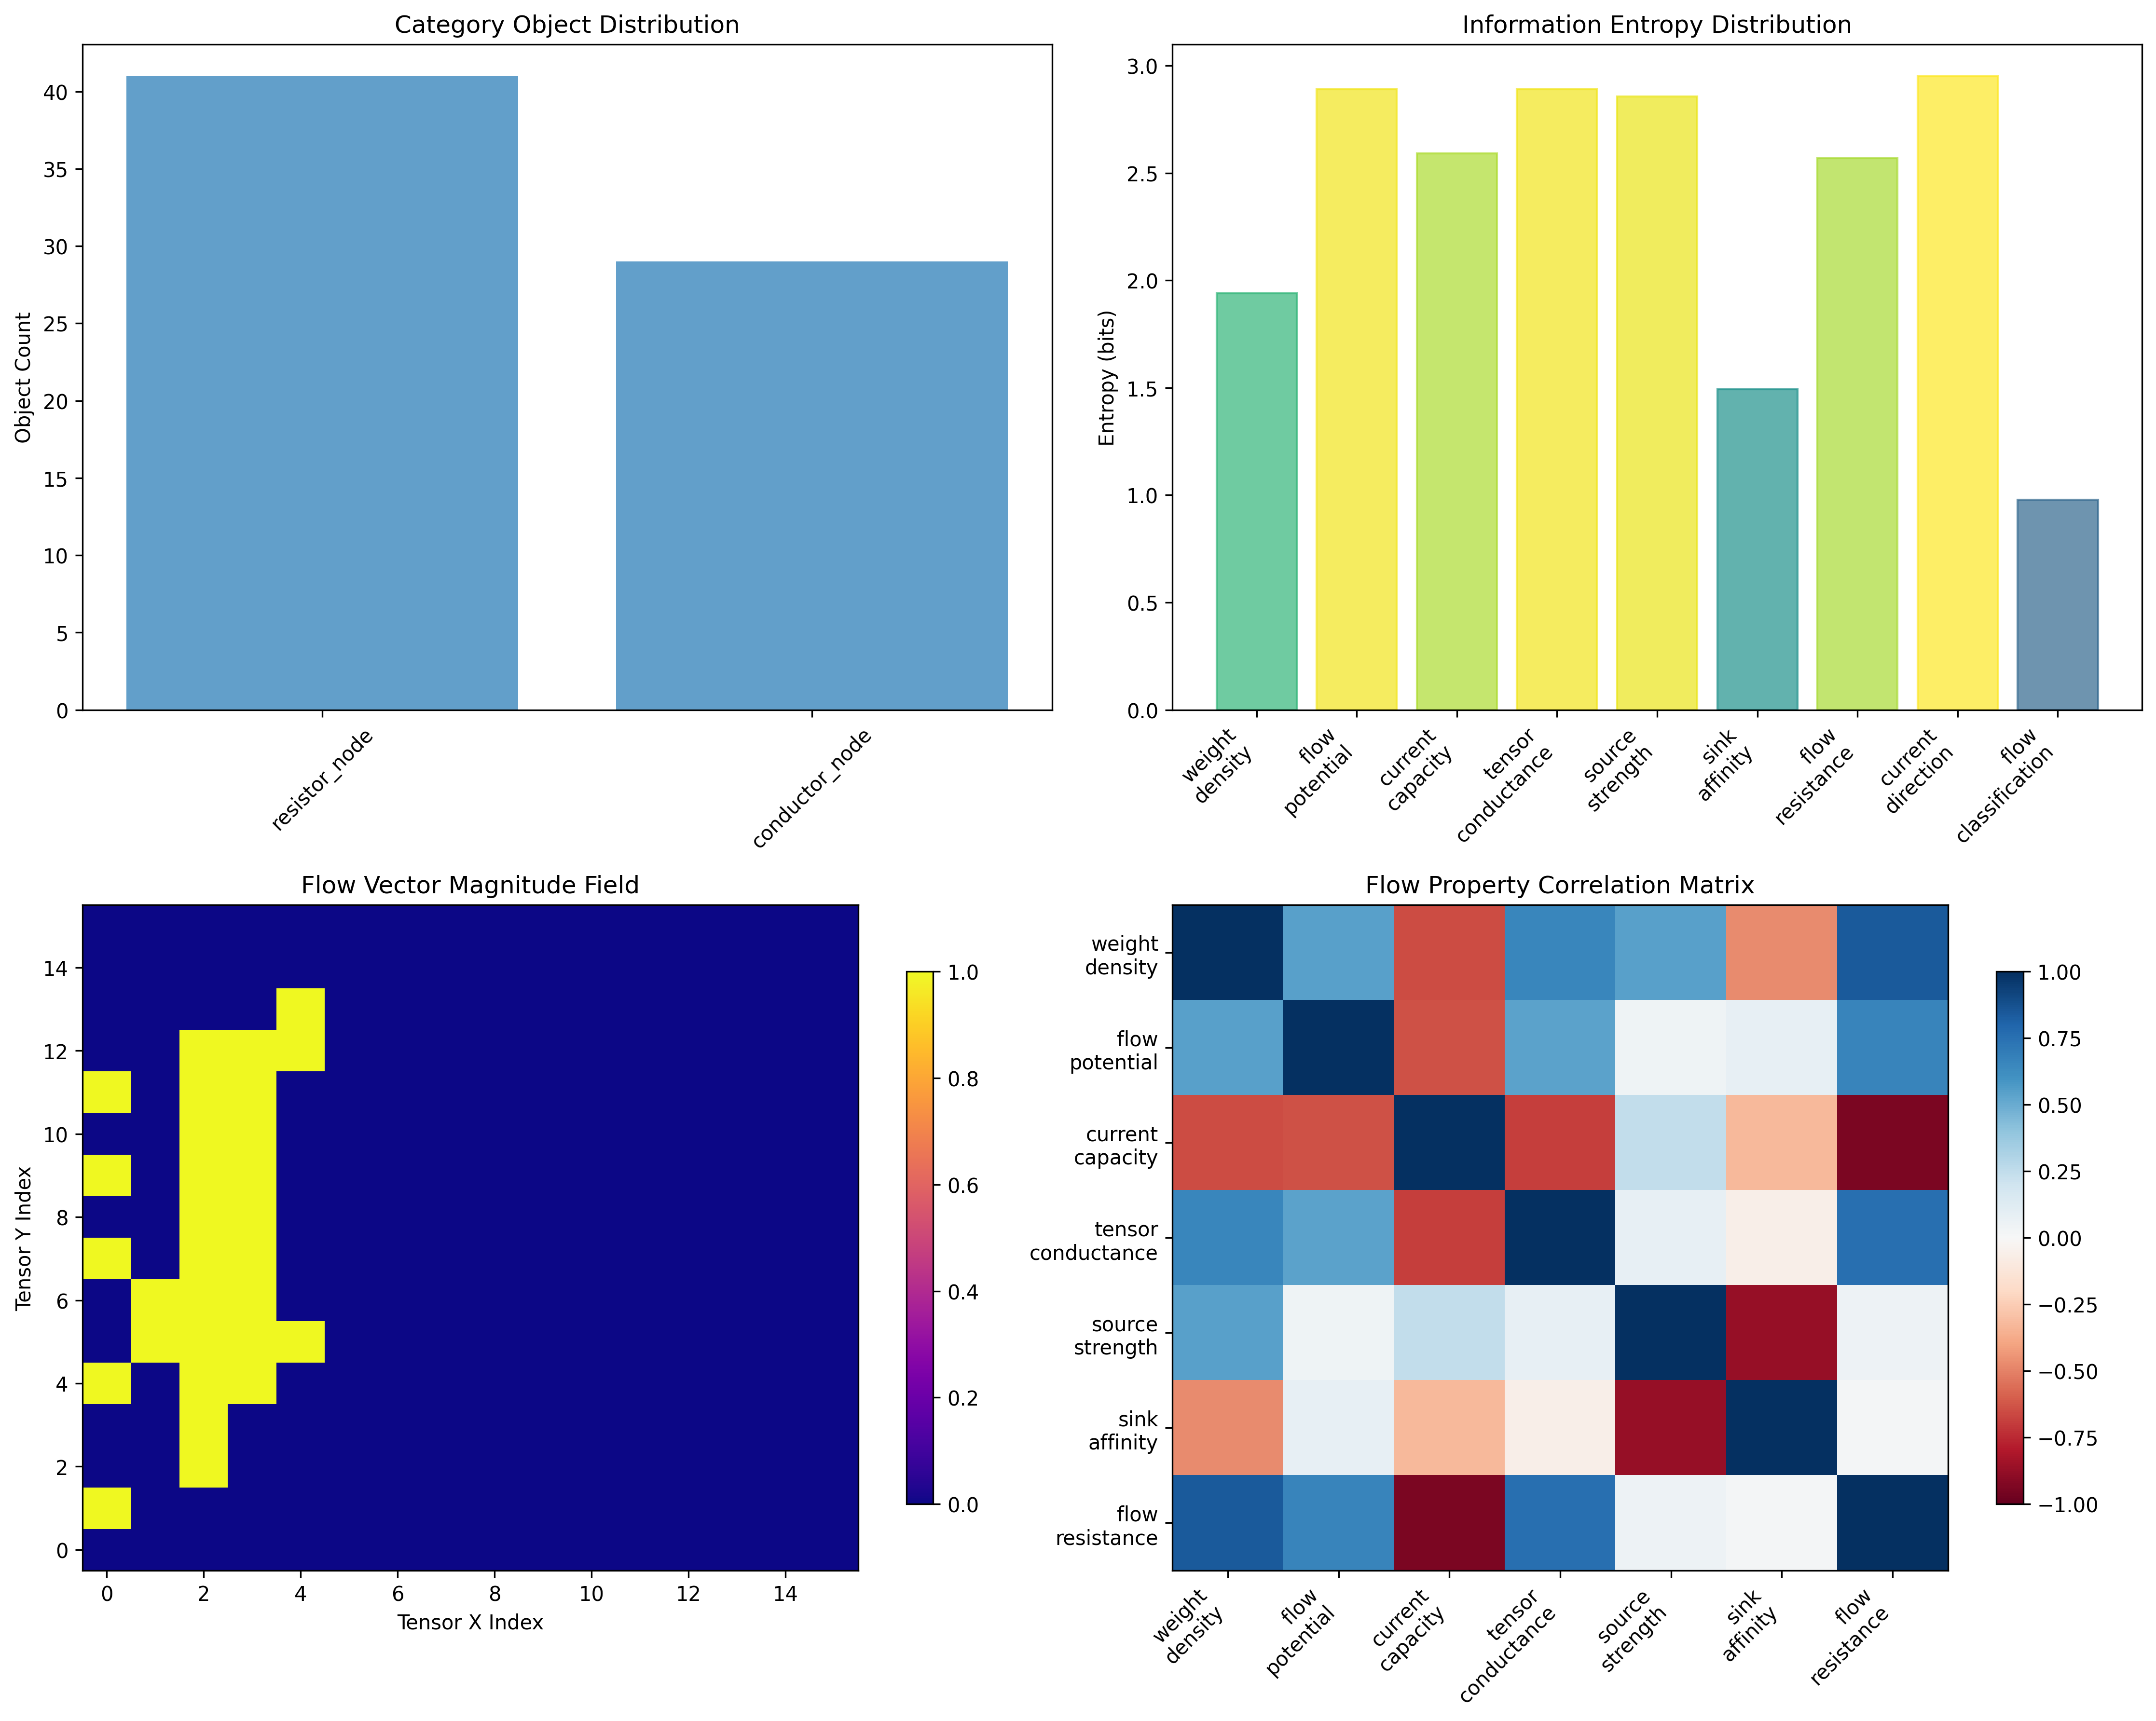 Category Object Distribution
Object Count
40
35
30
25
20
15
10
5
0
resistor_node
conductor_node
Information Entropy Distribution
Entropy (bits)
3.0
2.5
2.0
1.5
1.0
0.5
0.0
weight
density
flow
potential
current
capacity
tensor
conductance
source
strength
sink
affinity
flow
resistance
current
direction
flow
classification
Flow Vector Magnitude Field
Tensor Y Index
14
12
10
8
6
4
2
0
0 2 4 6 8 10 12 14
Tensor X Index
1.0
0.8
0.6
0.4
0.2
0.0
Flow Property Correlation Matrix
weight
density
flow
potential
current
capacity
tensor
conductance
source
strength
sink
affinity
flow
resistance
weight
density
flow
potential
current
capacity
tensor
conductance
source
strength
sink
affinity
flow
resistance
1.00
0.75
0.50
0.25
0.00
−0.25
−0.50
−0.75
−1.00